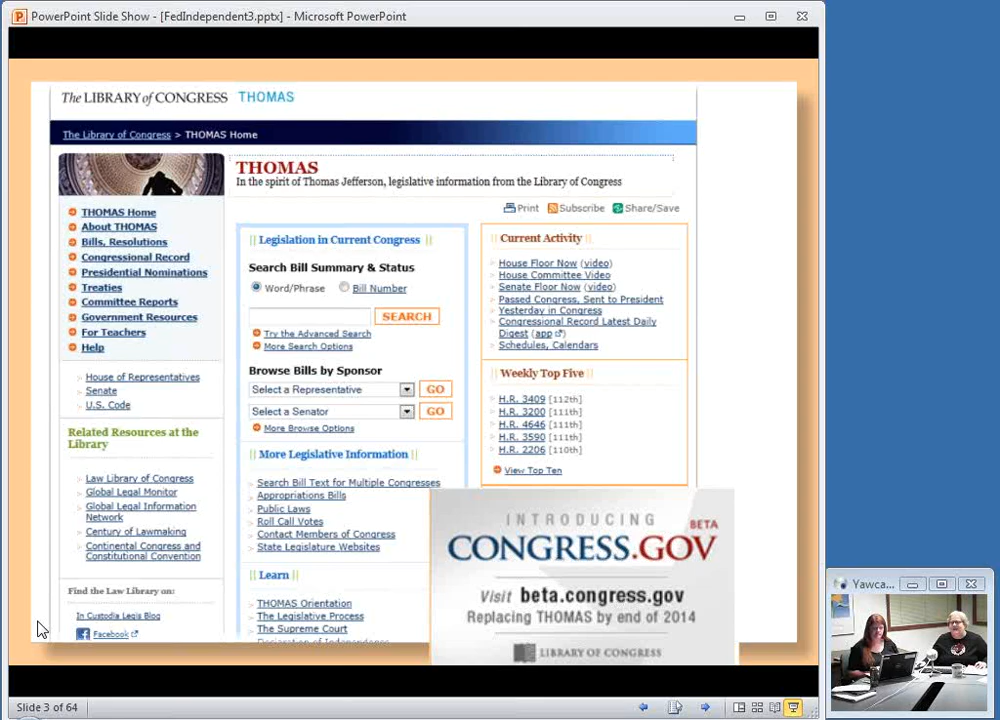 PowerPoint Slide Show - [FedIndependent3.pptx] - Microsoft PowerPoint
The LIBRARY of CONGRESS THOMAS
The Library of Congress > THOMAS Home
THOMAS
In the spirit of Thomas Jefferson, legislative information from the Library of Congress
Print Subscribe Share/Save
THOMAS Home
About THOMAS
Bills, Resolutions
Congressional Record
Presidential Nominations
Treaties
Committee Reports
Government Resources
For Teachers
Help
House of Representatives
Senate
U.S. Code
Related Resources at the
Library
Law Library of Congress
Global Legal Monitor
Global Legal Information
Network
Century of Lawmaking
Continental Congress and
Constitutional Convention
Find the Law Library on:
In Custodia Legis Blog
Facebook
Legislation in Current Congress
Search Bill Summary & Status
Word/Phrase Bill Number
SEARCH
Try the Advanced Search
More Search Options
Browse Bills by Sponsor
Select a Representative GO
Select a Senator GO
More Browse Options
More Legislative Information
Search Bill Text for Multiple Congresses
Appropriations Bills
Public Laws
Roll Call Votes
Contact Members of Congress
State Legislature Websites
Learn
THOMAS Orientation
The Legislative Process
The Supreme Court
Declaration of Independence
Current Activity
House Floor Now (video)
House Committee Video
Senate Floor Now (video)
Passed Congress, Sent to President
Yesterday in Congress
Congressional Record Latest Daily
Digest (app)
Schedules, Calendars
Weekly Top Five
H.R. 3409 [112th]
H.R. 3200 [111th]
H.R. 4646 [111th]
H.R. 3590 [111th]
H.R. 2206 [110th]
View Top Ten
INTRODUCING
BETA
CONGRESS.GOV
Visit beta.congress.gov
Replacing THOMAS by end of 2014
LIBRARY OF CONGRESS
Yawca...
Slide 3 of 64